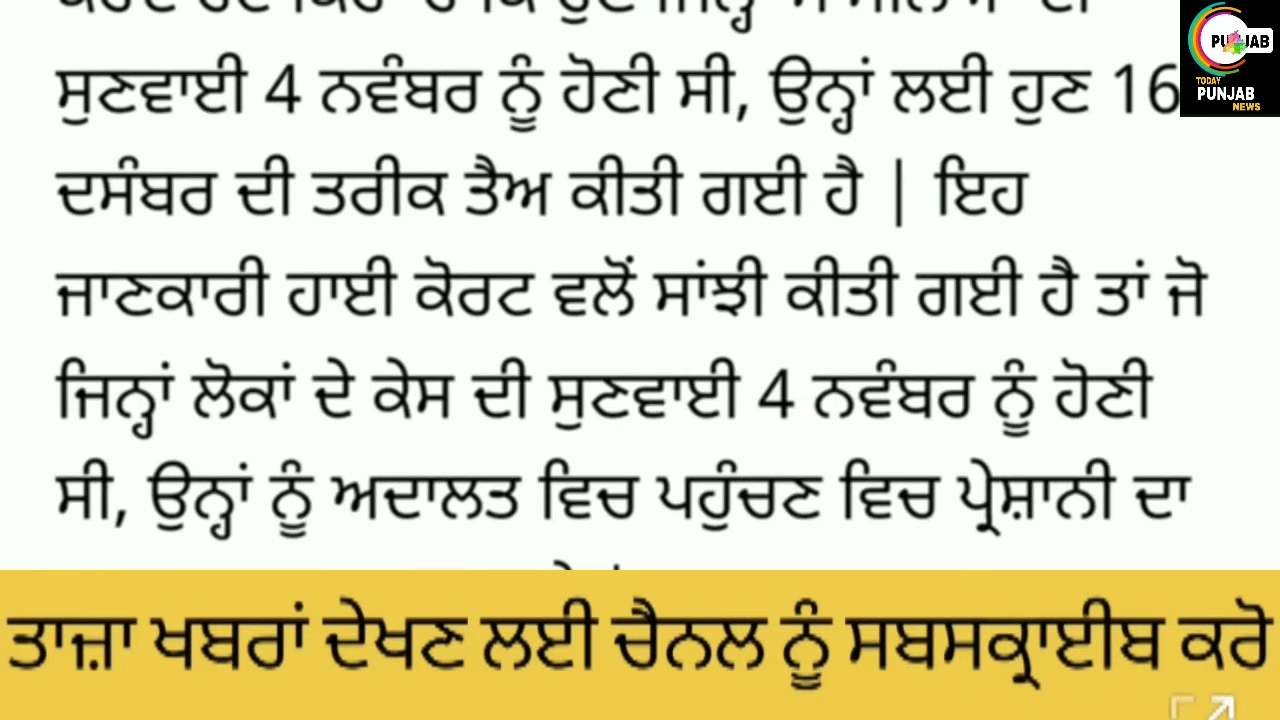 ਸੁਣਵਾਈ 4 ਨਵੰਬਰ ਨੂੰ ਹੋਣੀ ਸੀ, ਉਨ੍ਹਾਂ ਲਈ ਹੁਣ 16
ਦਸੰਬਰ ਦੀ ਤਰੀਕ ਤੈਅ ਕੀਤੀ ਗਈ ਹੈ | ਇਹ
ਜਾਣਕਾਰੀ ਹਾਈ ਕੋਰਟ ਵਲੋਂ ਸਾਂਝੀ ਕੀਤੀ ਗਈ ਹੈ ਤਾਂ ਜੋ
ਜਿਨ੍ਹਾਂ ਲੋਕਾਂ ਦੇ ਕੇਸ ਦੀ ਸੁਣਵਾਈ 4 ਨਵੰਬਰ ਨੂੰ ਹੋਣੀ
ਸੀ, ਉਨ੍ਹਾਂ ਨੂੰ ਅਦਾਲਤ ਵਿਚ ਪਹੁੰਚਣ ਵਿਚ ਪ੍ਰੇਸ਼ਾਨੀ ਦਾ
ਤਾਜ਼ਾ ਖਬਰਾਂ ਦੇਖਣ ਲਈ ਚੈਨਲ ਨੂੰ ਸਬਸਕ੍ਰਾਈਬ ਕਰੋ
PUNJAB
TODAY
PUNJAB
NEWS